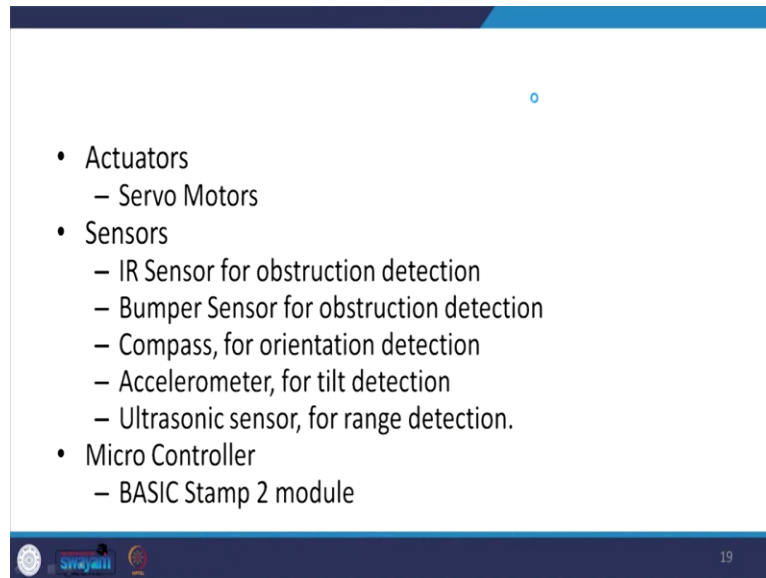 • Actuators
– Servo Motors
• Sensors
– IR Sensor for obstruction detection
– Bumper Sensor for obstruction detection
– Compass, for orientation detection
– Accelerometer, for tilt detection
– Ultrasonic sensor, for range detection.
• Micro Controller
– BASIC Stamp 2 module
swayam
19